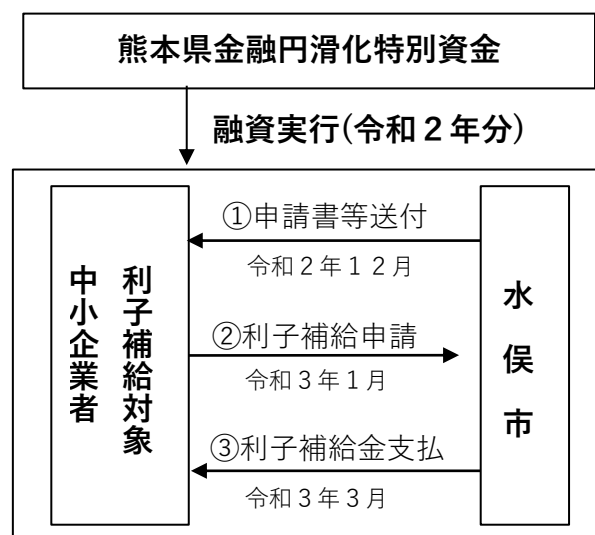 熊本県金融円滑化特別資金
融資実行(令和２年分)
利子補給対象
中小企業者
①申請書等送付
令和２年１２月
②利子補給申請
令和３年１月
③利子補給金支払
令和３年３月
水俣市